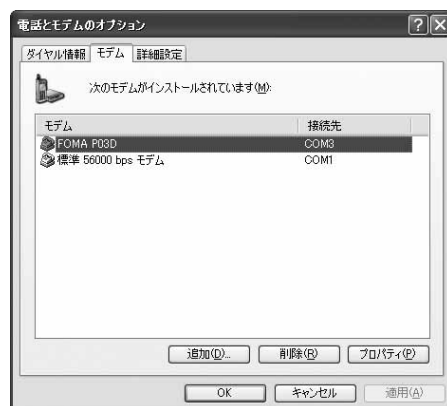 電話とモデムのオプション
ダイヤル情報 モデム 詳細設定
次のモデムがインストールされています(M):
モデム 接続先
FOMA P03D COM3
標準 56000 bps モデム COM1
追加(D)... 削除(R) プロパティ(P)
OK キャンセル 適用(A)